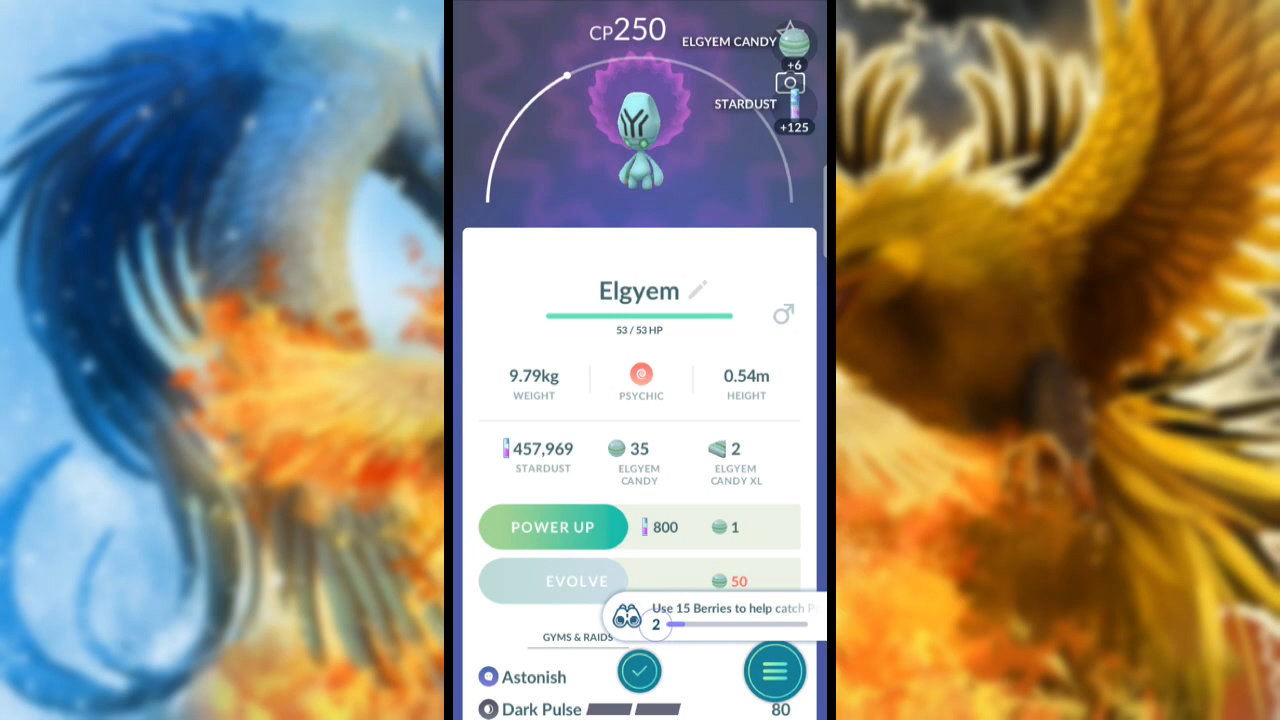 CP250
ELGYEM CANDY
+6
STARDUST
+125
Elgyem
53 / 53 HP
9.79kg
WEIGHT
PSYCHIC
0.54m
HEIGHT
457,969
STARDUST
35
ELGYEM
CANDY
2
ELGYEM
CANDY XL
POWER UP 800 1
EVOLVE 50
Use 15 Berries to help catch
2
GYMS & RAIDS
Astonish
Dark Pulse 80